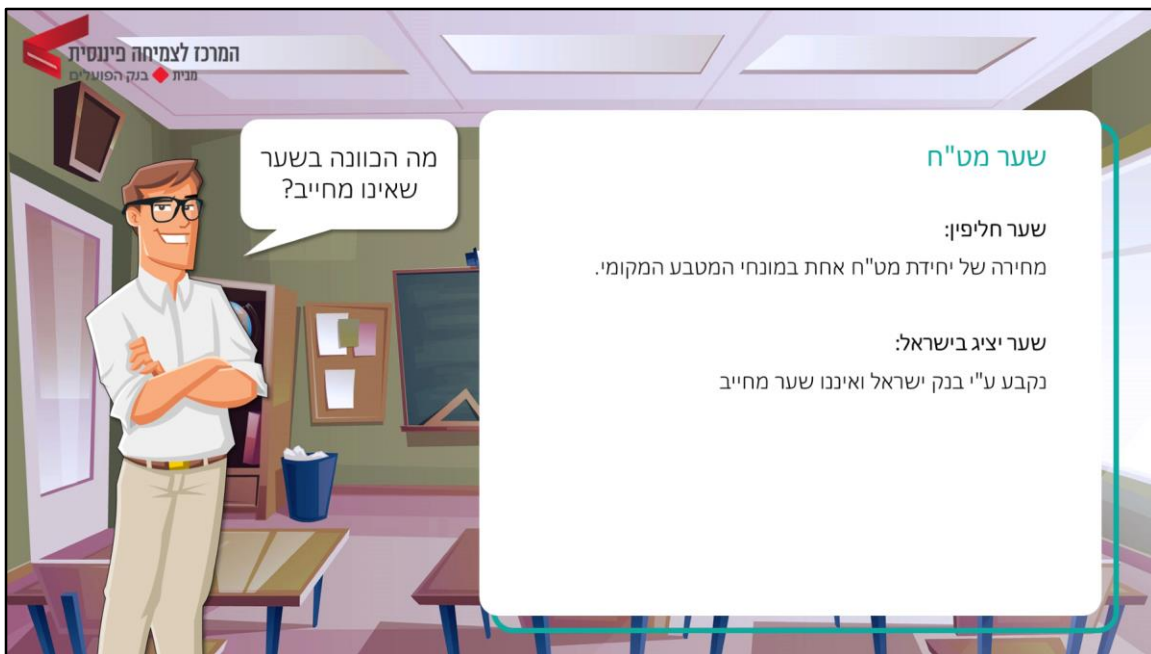 המרכז לצמיחה פיננסית
מבית בנק הפועלים
מה הכוונה בשער
שאינו מחייב?
שער מט"ח
שער חליפין:
מחירה של יחידת מט"ח אחת במונחי המטבע המקומי.
שער יציג בישראל:
נקבע ע"י בנק ישראל ואיננו שער מחייב